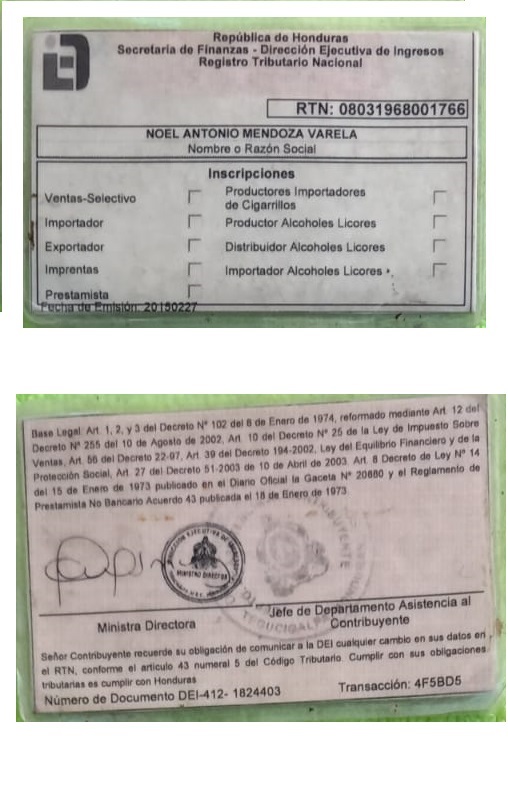 República de Honduras
Secretaria de Finanzas - Dirección Ejecutiva de Ingresos
Registro Tributario Nacional
RTN: 08031968001766
NOEL ANTONIO MENDOZA VARELA
Nombre o Razón Social
Inscripciones
Ventas-Selectivo
Productores Importadores
de Cigarrillos
Importador
Productor Alcoholes Licores
Exportador
Distribuidor Alcoholes Licores
Imprentas
Importador Alcoholes Licores
Prestamista
Fecha de Emisión: 20150227
Base Legal: Art. 1, 2, y 3 del Decreto N° 102 del 8 de Enero de 1974, reformado mediante Art. 12 del
Decreto N° 255 del 10 de Agosto de 2002, Art. 10 del Decreto N° 25 de la Ley de Impuesto Sobre
Ventas, Art. 56 del Decreto 22-97, Art. 39 del Decreto 194-2002, Ley del Equilibrio Financiero y de la
Protección Social, Art. 27 del Decreto 51-2003 de 10 de Abril de 2003. Art. 8 Decreto de Ley N° 14
del 15 de Enero de 1973 publicado en el Diario Oficial la Gaceta N° 20880 y el Reglamento de
Prestamista No Bancario Acuerdo 43 publicada el 18 de Enero de 1973.
MINISTRO DIRECTOR
TEGUCIGALPA
Ministra Directora
Jefe de Departamento Asistencia al
Contribuyente
Señor Contribuyente recuerde su obligación de comunicar a la DEI cualquier cambio en sus datos en
el RTN, conforme el artículo 43 numeral 5 del Código Tributario. Cumplir con sus obligaciones
tributarias es cumplir con Honduras
Número de Documento DEI-412- 1824403
Transacción: 4F5BD5